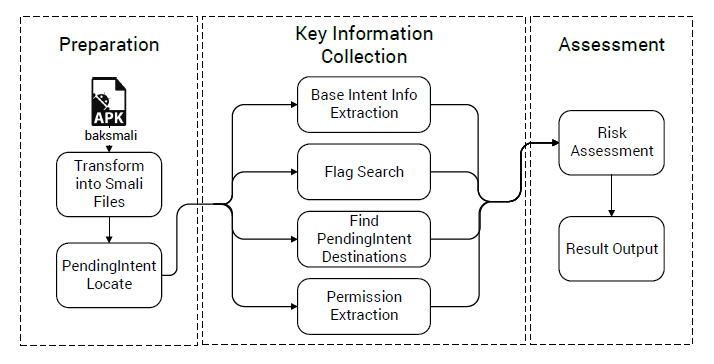 Preparation
APK
baksmali
Transform
into Smali
Files
PendingIntent
Locate
Key Information
Collection
Base Intent Info
Extraction
Flag Search
Find
PendingIntent
Destinations
Permission
Extraction
Assessment
Risk
Assessment
Result Output